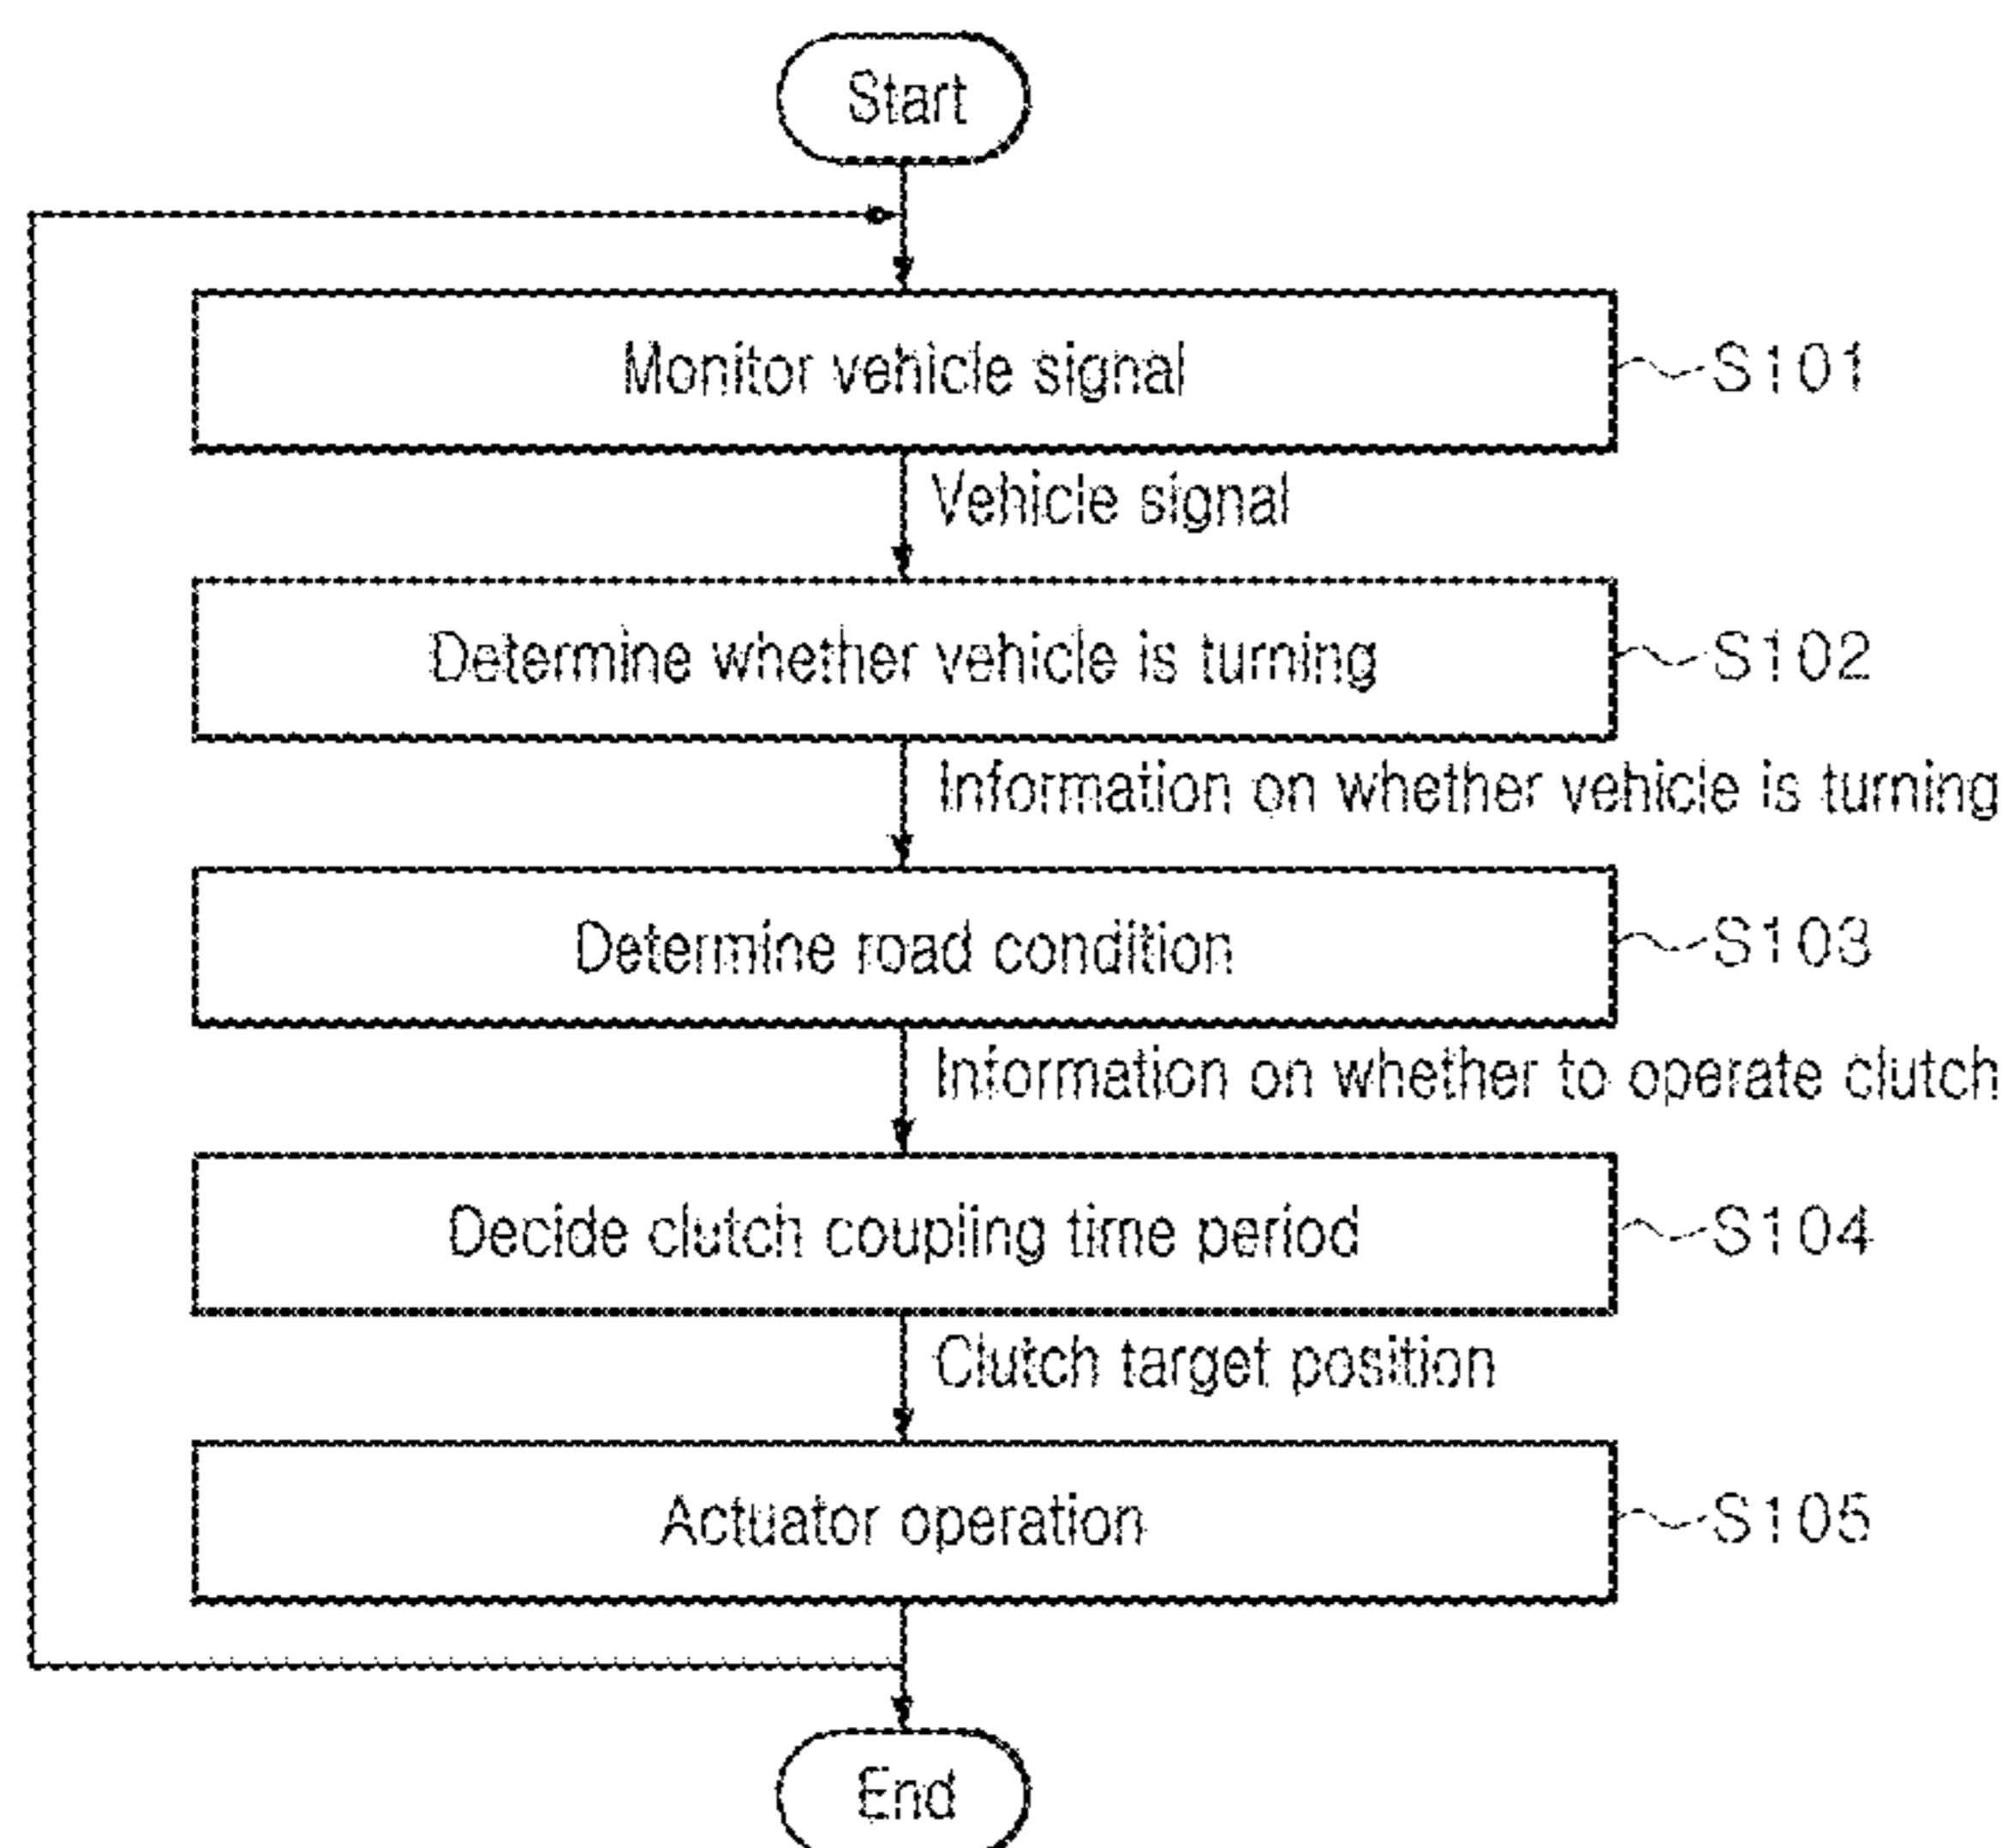 Start
Monitor vehicle signal
S101
Vehicle signal
Determine whether vehicle is turning
S102
Information on whether vehicle is turning
Determine road condition
S103
Information on whether to operate clutch
Decide clutch coupling time period
S104
Clutch target position
Actuator operation
S105
End